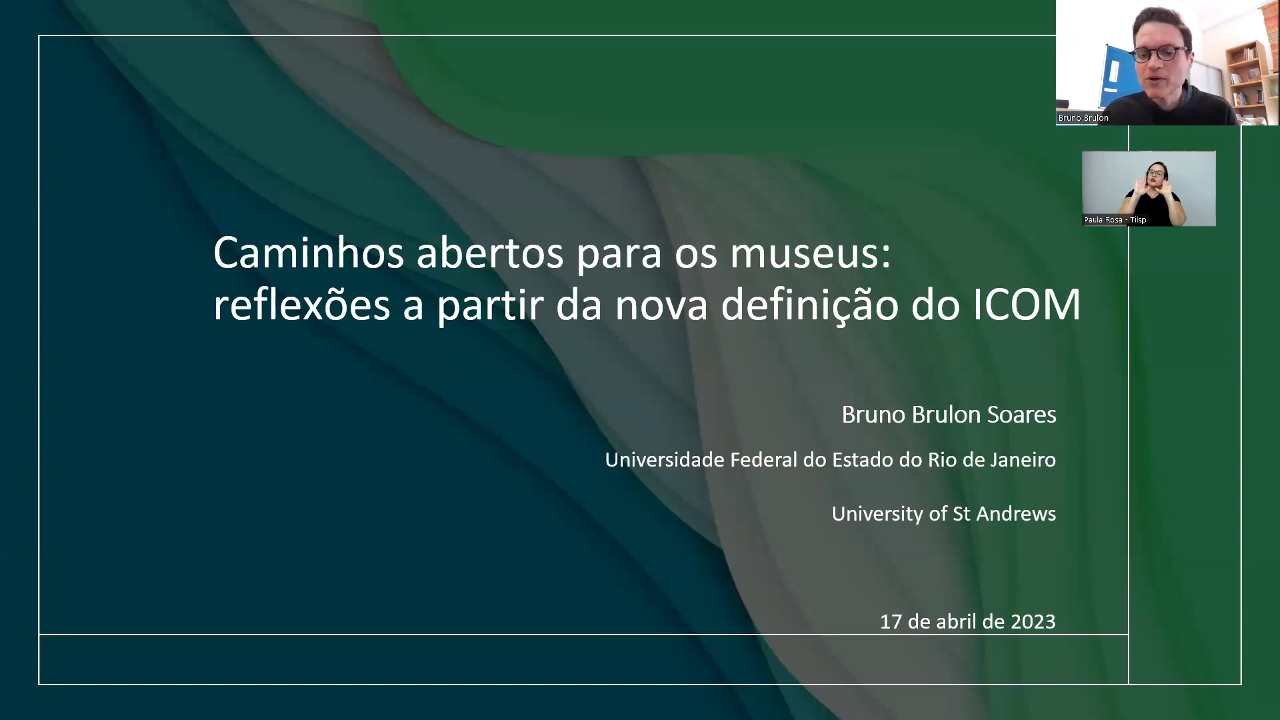 Bruno Brulon
Paula Rosa - Tilsp
Caminhos abertos para os museus:
reflexões a partir da nova definição do ICOM
Bruno Brulon Soares
Universidade Federal do Estado do Rio de Janeiro
University of St Andrews
17 de abril de 2023